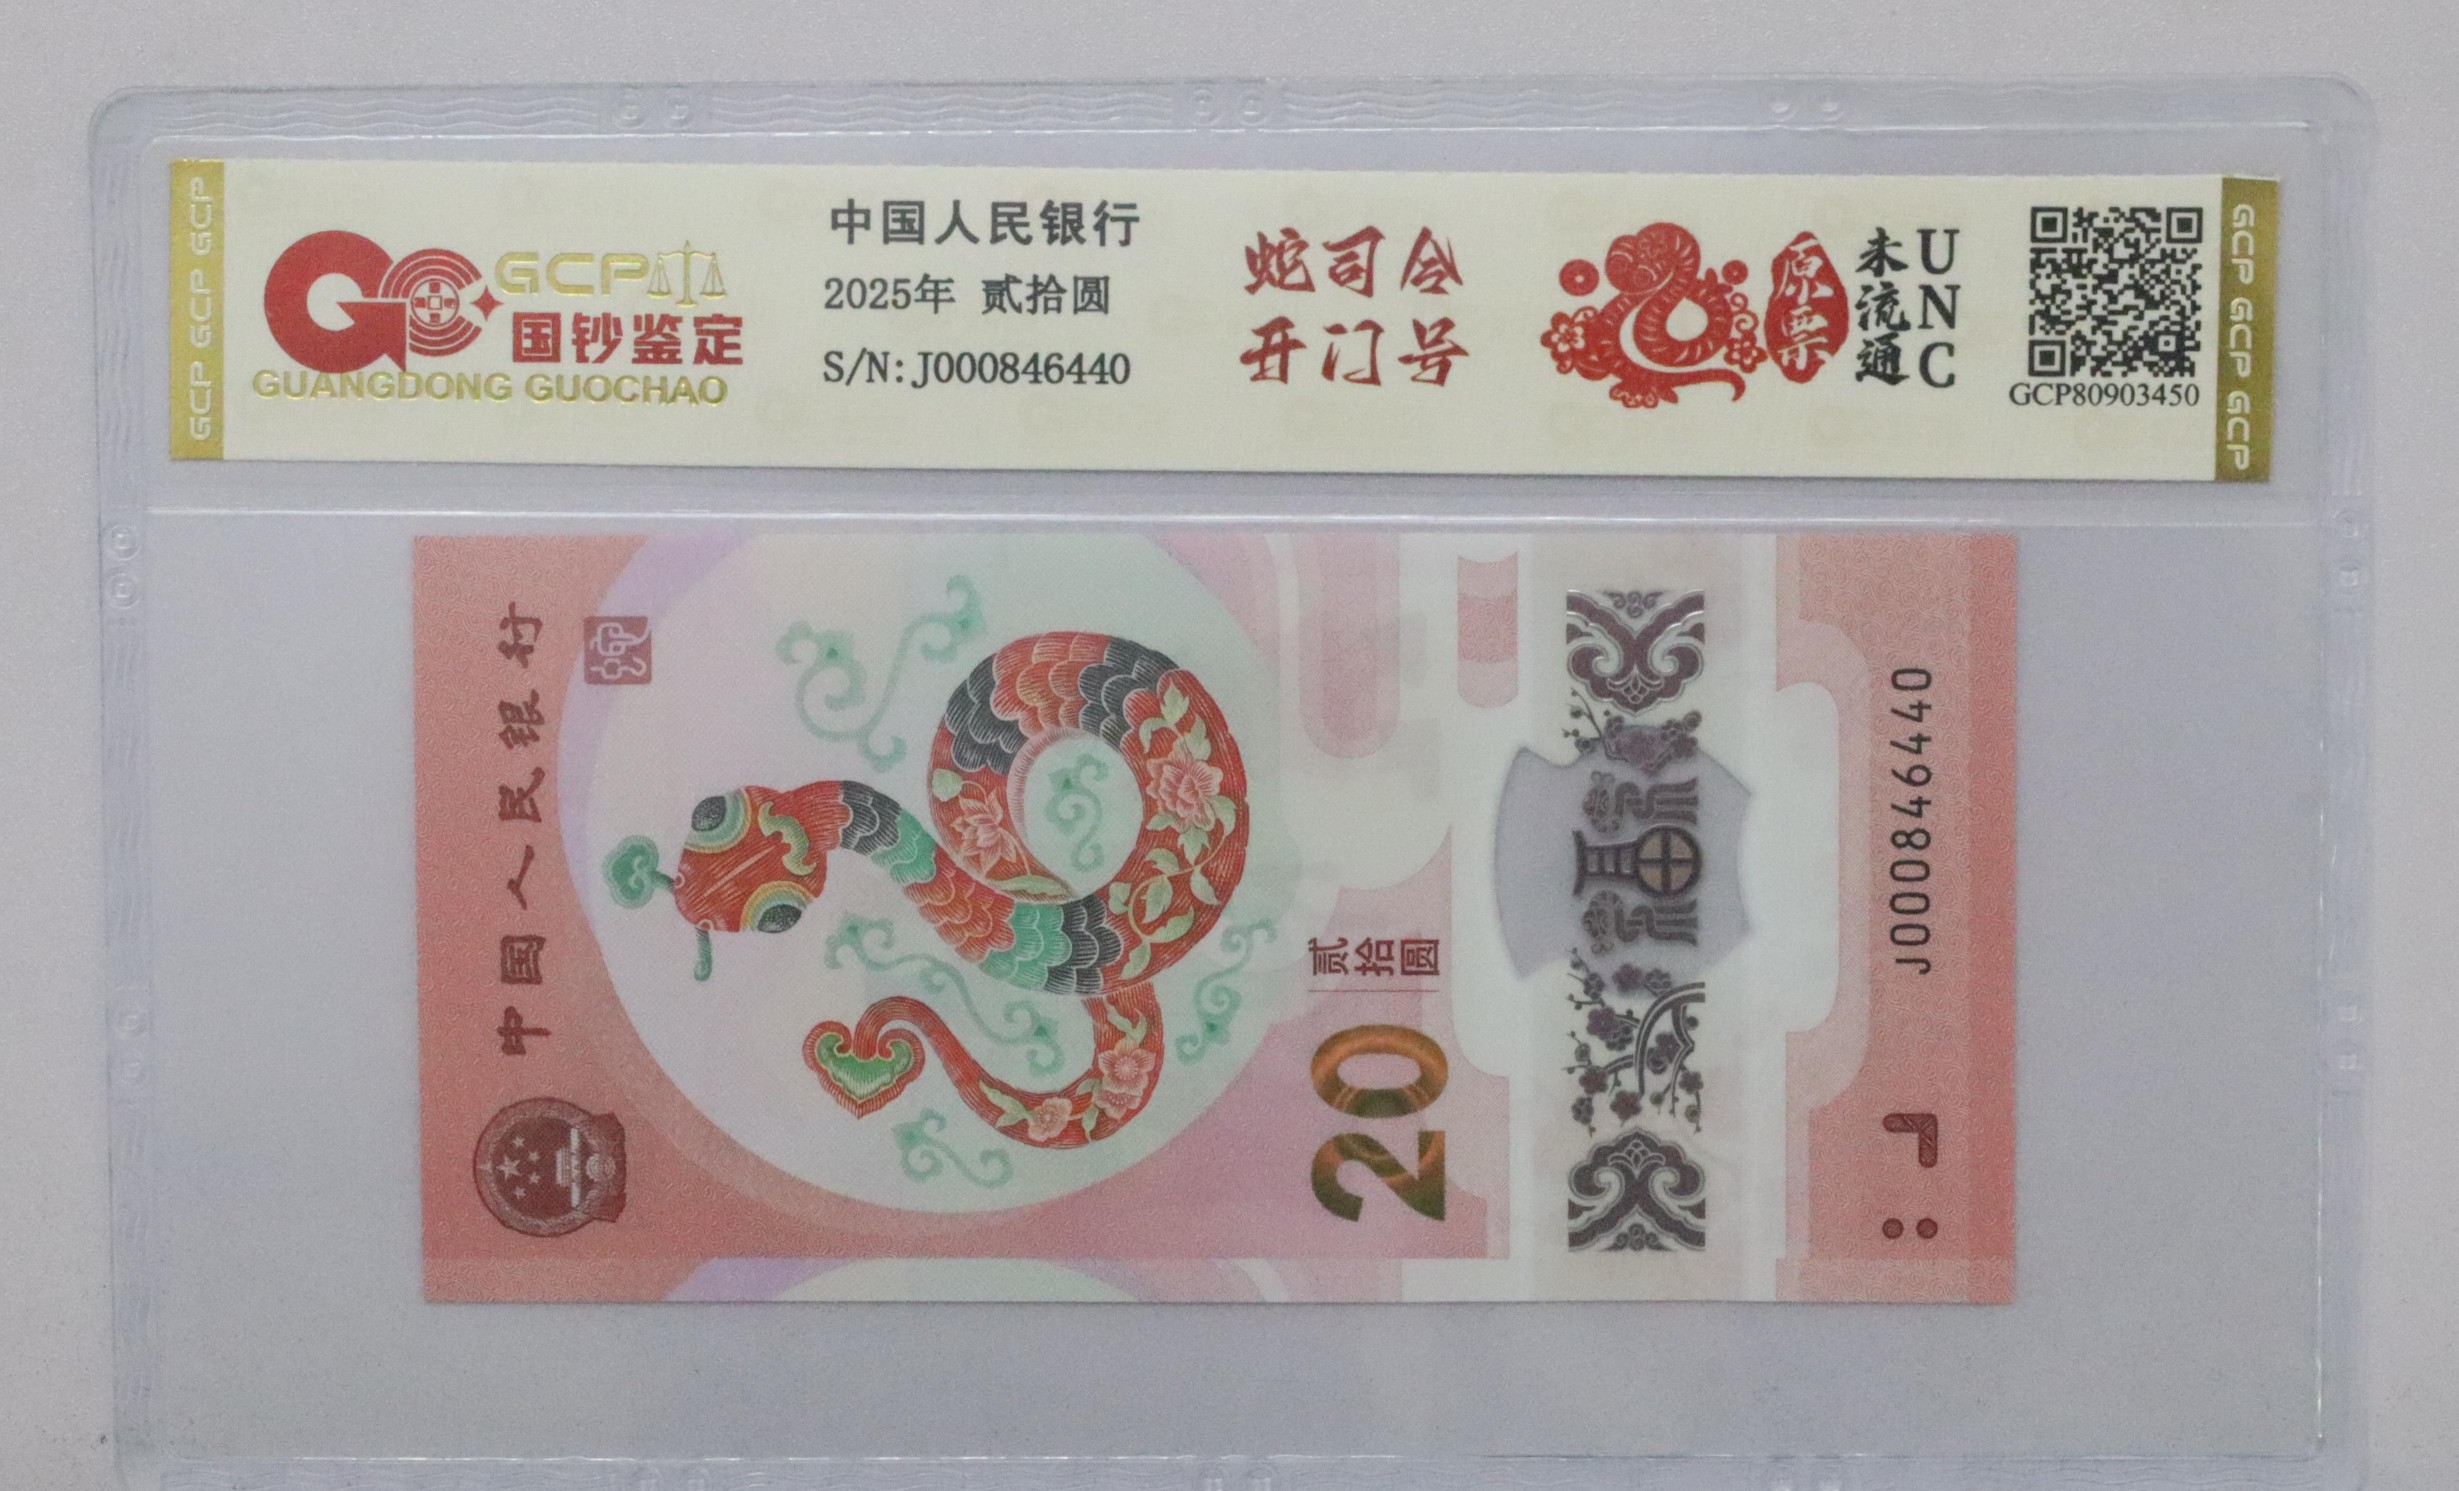 GCP GCP GCP
GCP
国钞鉴定
GUANGDONG GUOCHAO
中国人民银行
2025年 贰拾圆
S/N: J000846440
蛇司令
开门号
原票
未流通
UNC
GCP80903450
GCP GCP GCP
中国人民银行
贰拾圆
20
J000846440